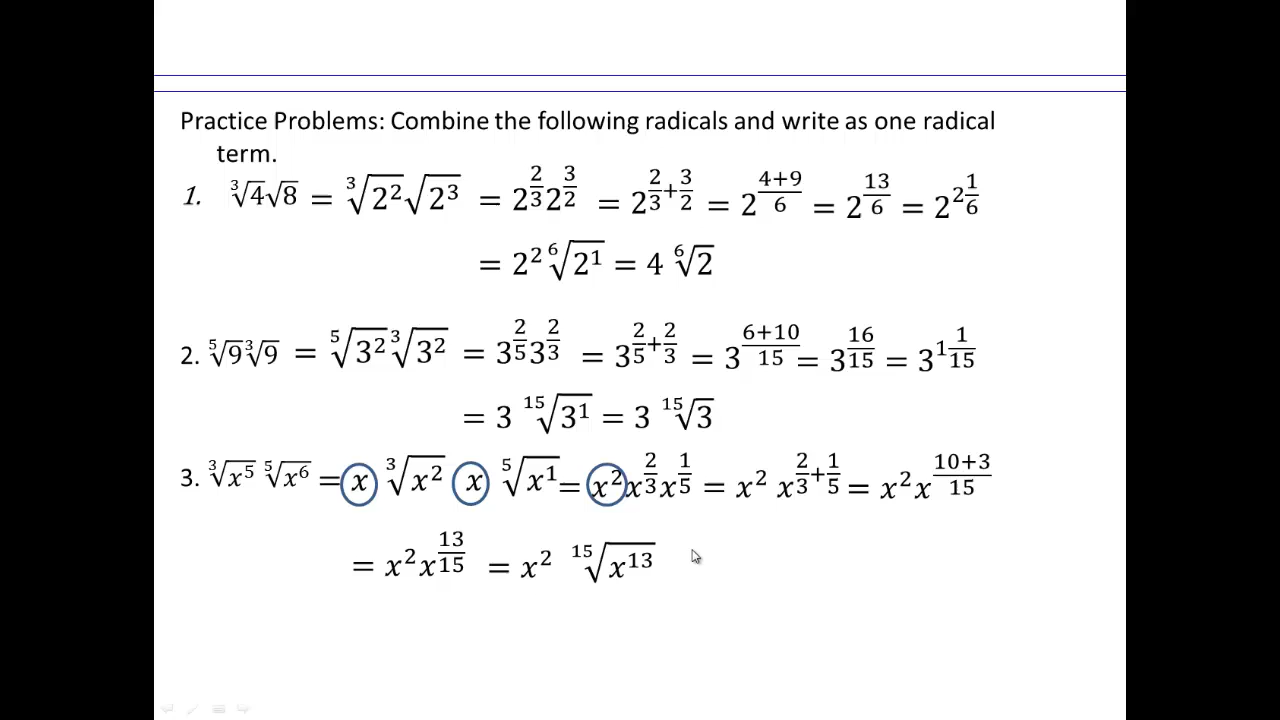 Practice Problems: Combine the following radicals and write as one radical
term.
1. ∛4√8 = ∛(2²)√(2³) = 2^(2/3)2^(3/2) = 2^(2/3+3/2) = 2^((4+9)/6) = 2^(13/6) = 2^(2 1/6)
= 2² ⁶√(2¹) = 4 ⁶√2
2. ⁵√9∛9 = ⁵√(3²)∛(3²) = 3^(2/5)3^(2/3) = 3^(2/5+2/3) = 3^((6+10)/15) = 3^(16/15) = 3^(1 1/15)
= 3 ¹⁵√(3¹) = 3 ¹⁵√3
3. ∛(x⁵) ⁵√(x⁶) = x ∛(x²) x ⁵√(x¹) = x²x^(2/3)x^(1/5) = x² x^(2/3+1/5) = x²x^((10+3)/15)
= x²x^(13/15) = x² ¹⁵√(x¹³)